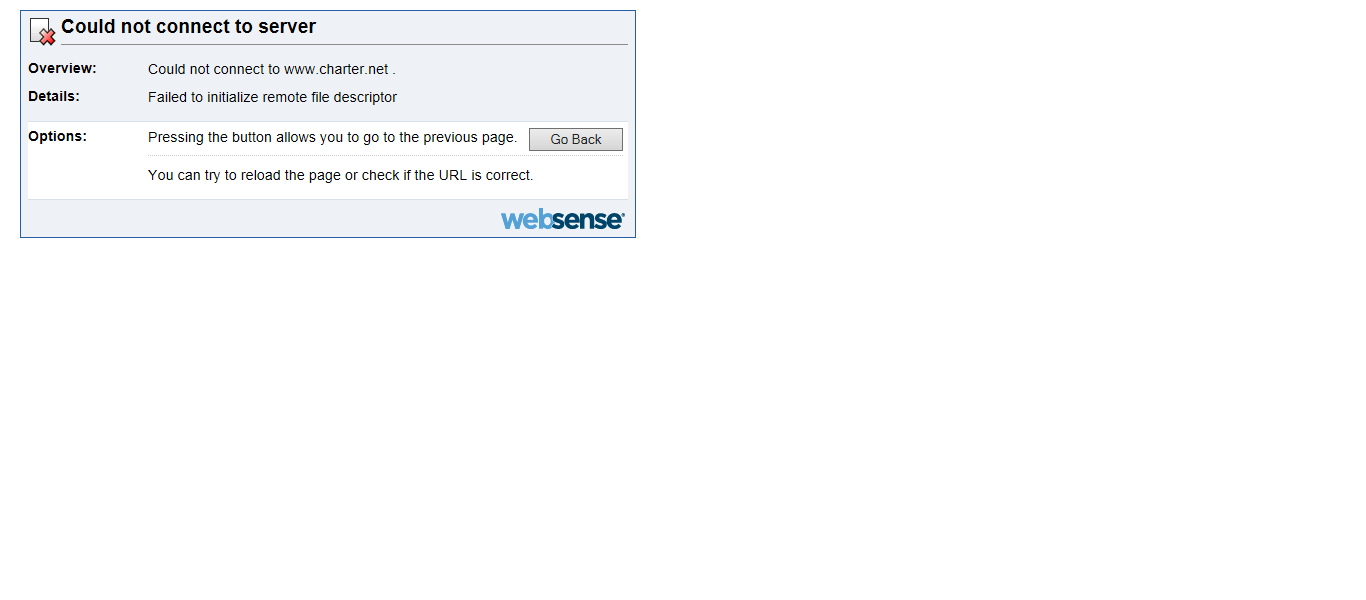 Could not connect to server
Overview: Could not connect to www.charter.net .
Details: Failed to initialize remote file descriptor
Options: Pressing the button allows you to go to the previous page. Go Back
You can try to reload the page or check if the URL is correct.
websense